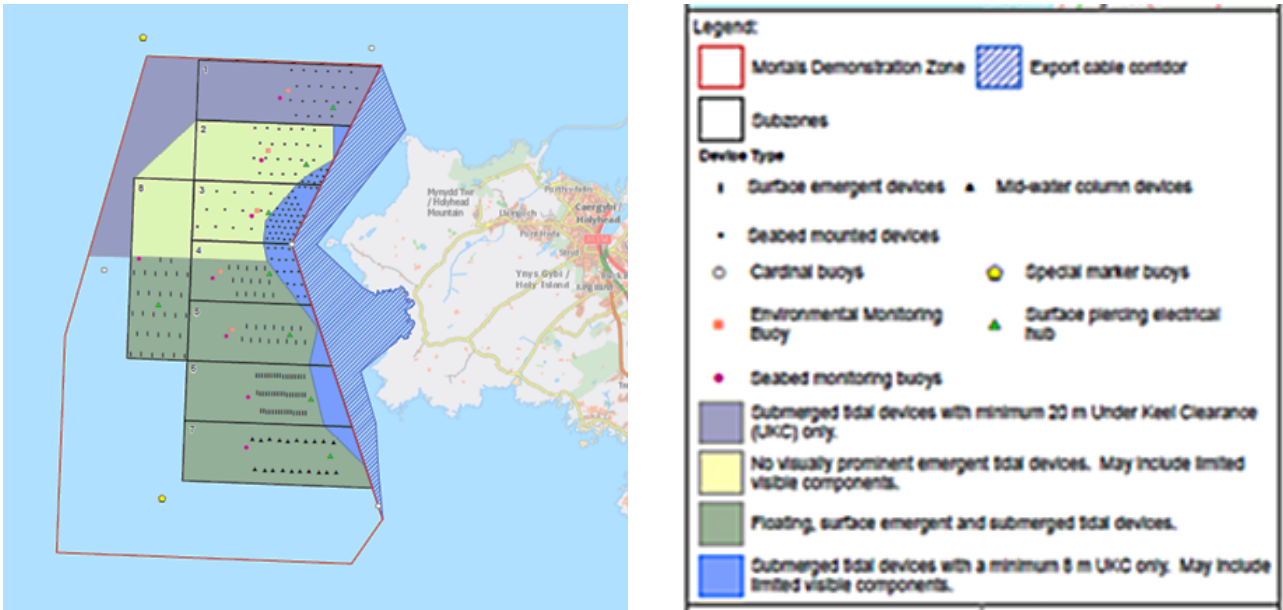 1
2
8
3
4
5
6
7
Mynydd Twr
/ Holyhead
Mountain
Porth-y-felin
Caergybi /
Holyhead
Llaingoch
Ynys Gybi /
Holy Island
Kingsland
Legend:
Morlais Demonstration Zone
Export cable corridor
Subzones
Device Type
Surface emergent devices
Mid-water column devices
Seabed mounted devices
Cardinal buoys
Special marker buoys
Environmental Monitoring
Buoy
Surface piercing electrical
hub
Seabed monitoring buoys
Submerged tidal devices with minimum 20 m Under Keel Clearance
(UKC) only.
No visually prominent emergent tidal devices. May include limited
visible components.
Floating, surface emergent and submerged tidal devices.
Submerged tidal devices with a minimum 8 m UKC only. May include
limited visible components.